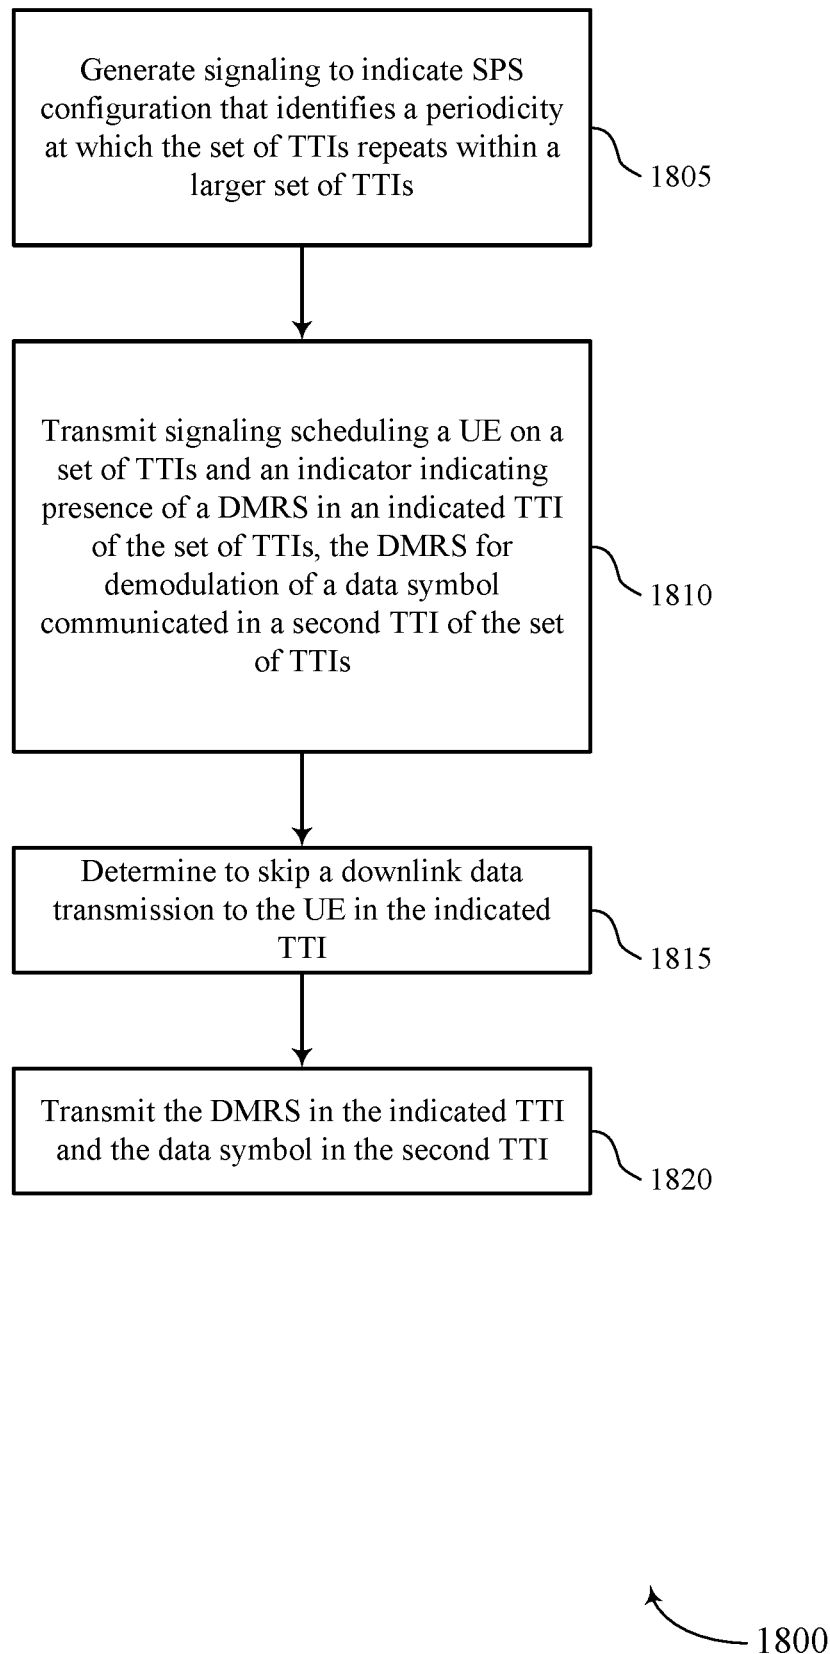 Generate signaling to indicate SPS
configuration that identifies a periodicity
at which the set of TTIs repeats within a
larger set of TTIs
1805
Transmit signaling scheduling a UE on a
set of TTIs and an indicator indicating
presence of a DMRS in an indicated TTI
of the set of TTIs, the DMRS for
demodulation of a data symbol
communicated in a second TTI of the set
of TTIs
1810
Determine to skip a downlink data
transmission to the UE in the indicated
TTI
1815
Transmit the DMRS in the indicated TTI
and the data symbol in the second TTI
1820
1800